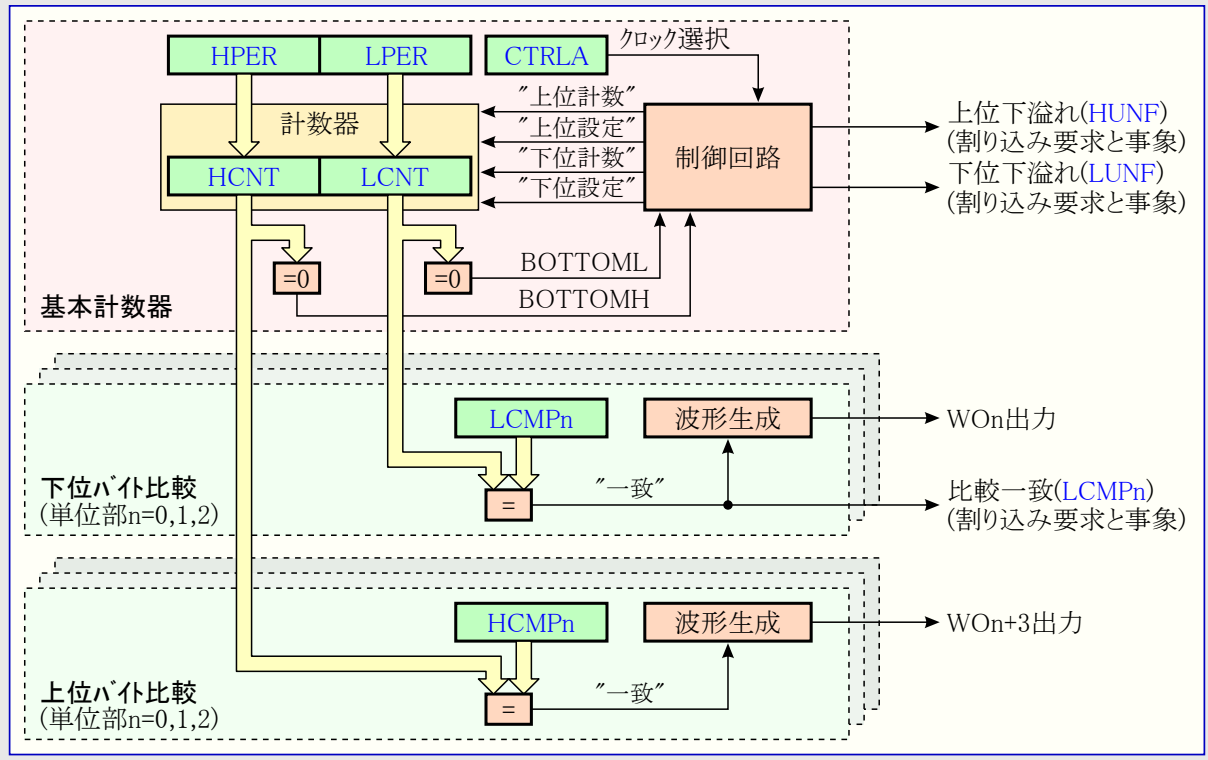 HPER
LPER
CTRLA
クロック選択
計数器
"上位計数"
"上位設定"
"下位計数"
"下位設定"
制御回路
上位下溢れ(HUNF)
(割り込み要求と事象)
下位下溢れ(LUNF)
(割り込み要求と事象)
HCNT
LCNT
=0
=0
BOTTOML
BOTTOMH
基本計数器
LCMPn
波形生成
WOn出力
下位バイト比較
(単位部n=0,1,2)
=
"一致"
比較一致(LCMPn)
(割り込み要求と事象)
HCMPn
波形生成
WOn+3出力
上位バイト比較
(単位部n=0,1,2)
=
"一致"